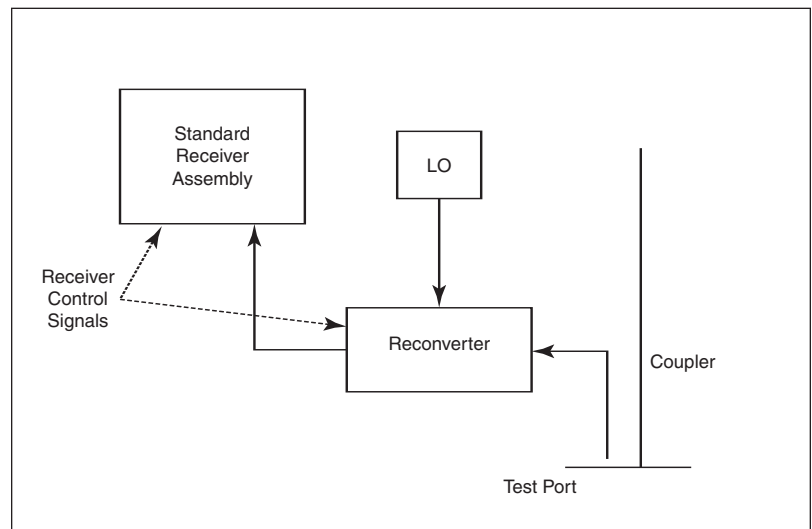 Standard
Receiver
Assembly
LO
Receiver
Control
Signals
Reconverter
Coupler
Test Port